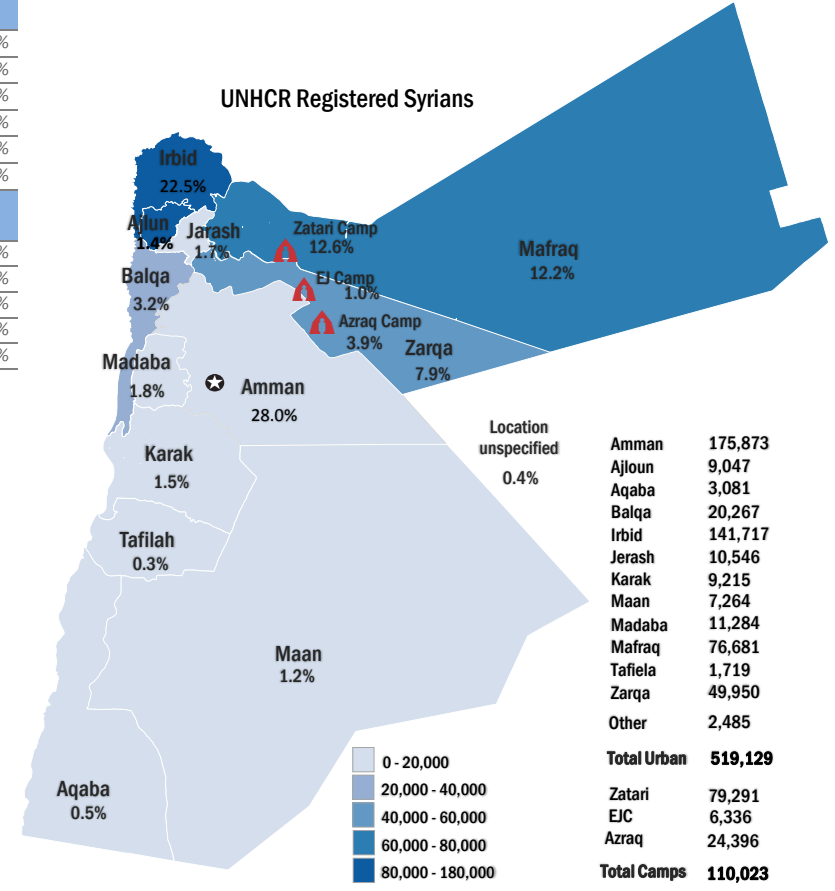 %
%
%
%
%
%
%
%
%
%
%
UNHCR Registered Syrians
Irbid
22.5%
Ajlun
1.4%
Jarash
1.7%
Zatari Camp
12.6%
Mafraq
12.2%
Balqa
3.2%
EJ Camp
1.0%
Azraq Camp
3.9%
Zarqa
7.9%
Madaba
1.8%
Amman
28.0%
Karak
1.5%
Location
unspecified
0.4%
Tafilah
0.3%
Maan
1.2%
Aqaba
0.5%
0 - 20,000
20,000 - 40,000
40,000 - 60,000
60,000 - 80,000
80,000 - 180,000
Amman 175,873
Ajloun 9,047
Aqaba 3,081
Balqa 20,267
Irbid 141,717
Jerash 10,546
Karak 9,215
Maan 7,264
Madaba 11,284
Mafraq 76,681
Tafiela 1,719
Zarqa 49,950
Other 2,485
Total Urban 519,129
Zatari 79,291
EJC 6,336
Azraq 24,396
Total Camps 110,023